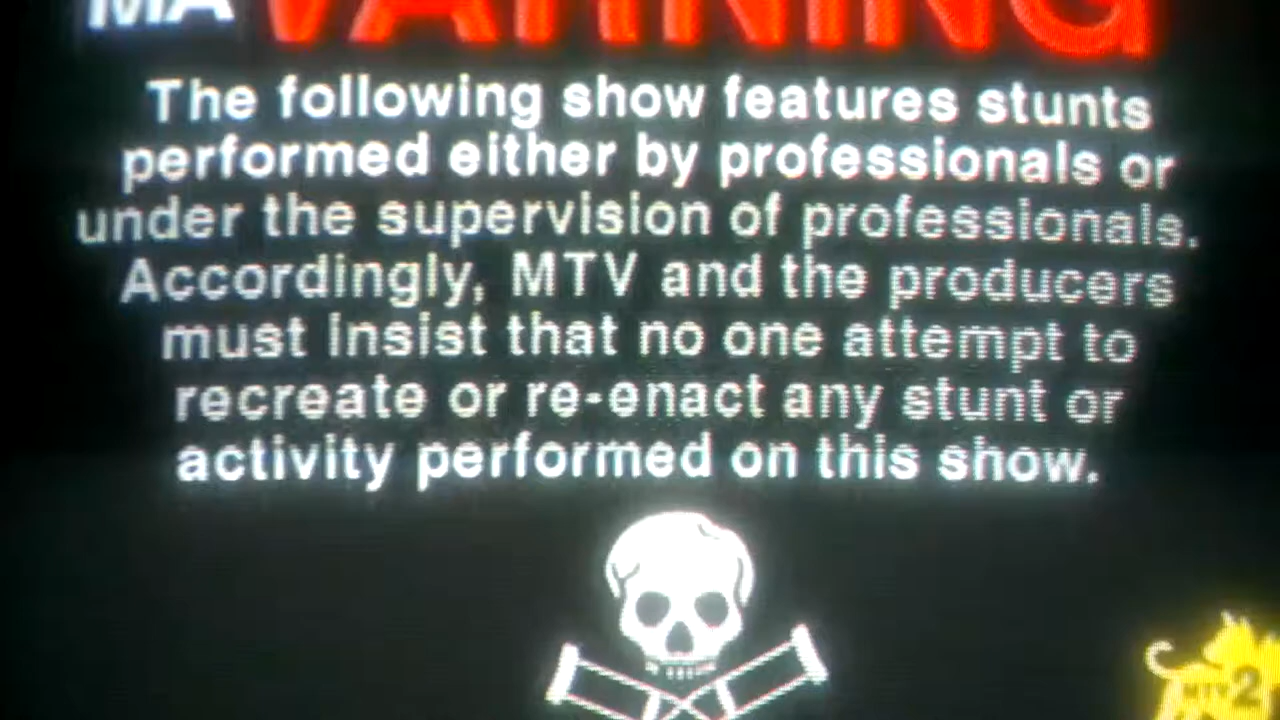 MA WARNING
The following show features stunts
performed either by professionals or
under the supervision of professionals.
Accordingly, MTV and the producers
must insist that no one attempt to
recreate or re-enact any stunt or
activity performed on this show.
MTV2